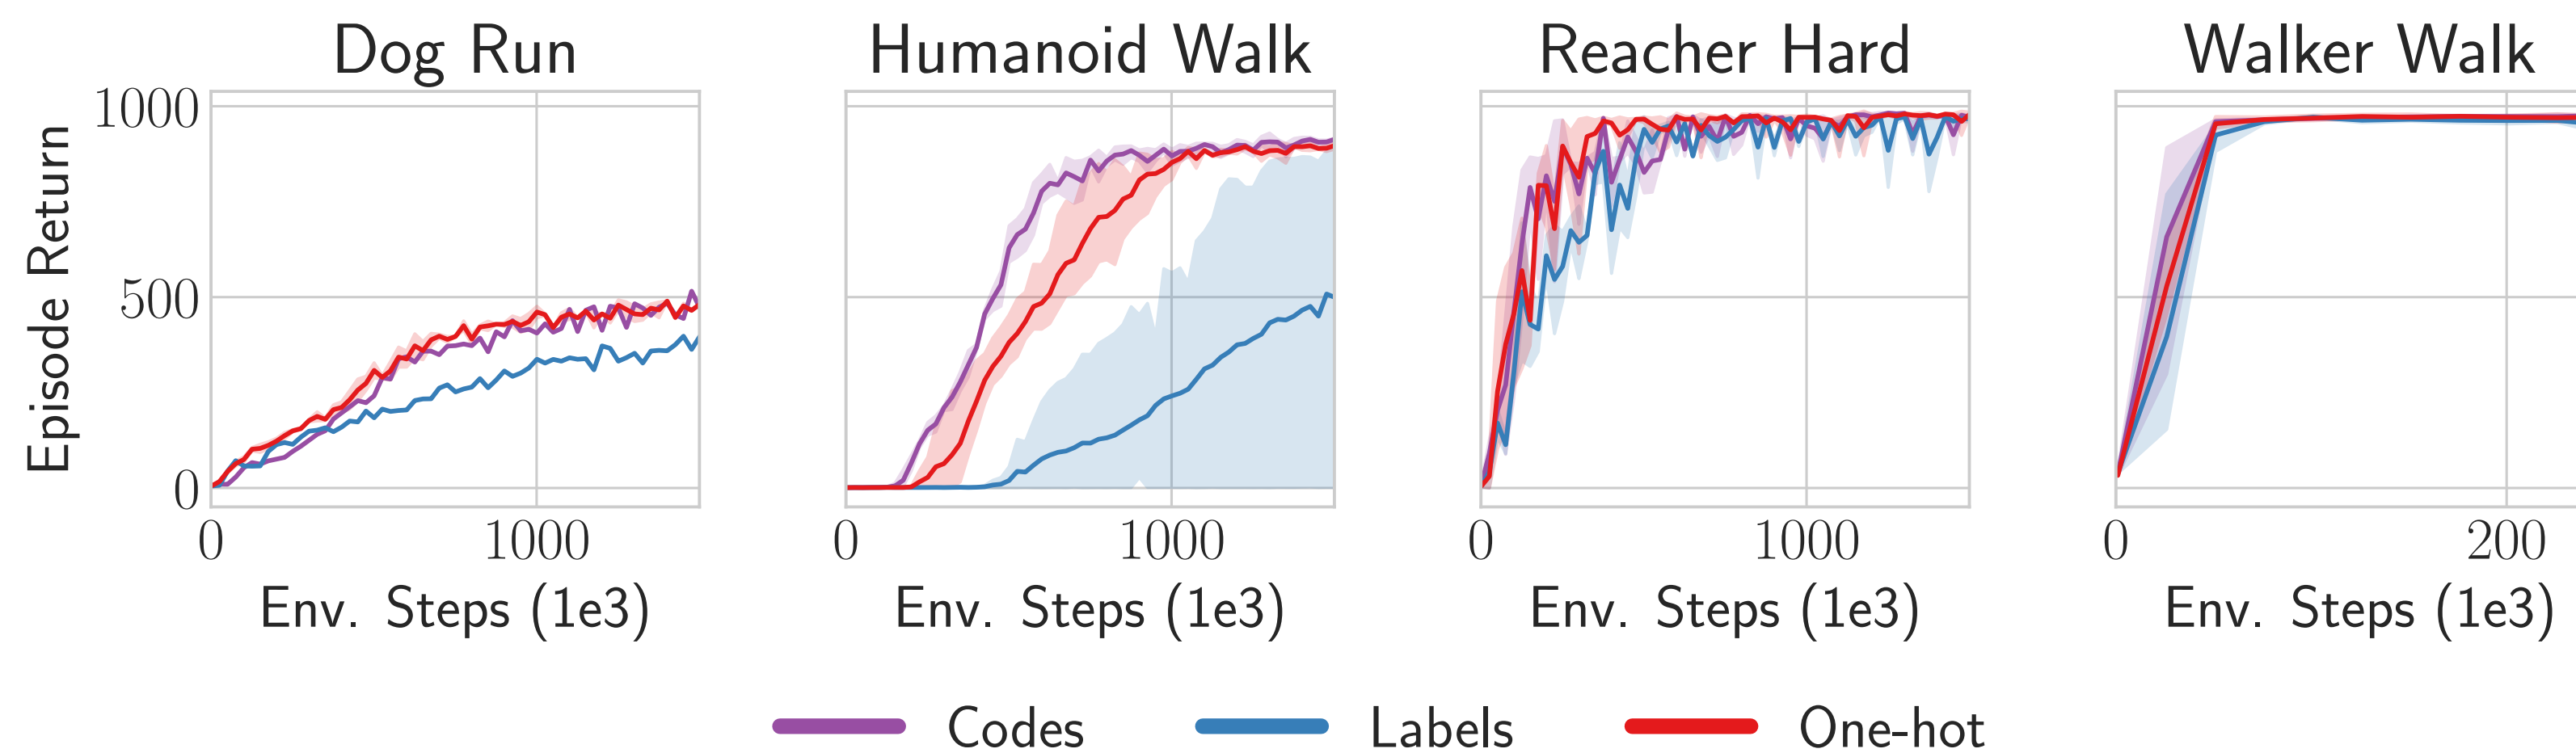 Dog Run
Humanoid Walk
Reacher Hard
Walker Walk
Episode Return
1000
500
0
0
1000
0
1000
0
1000
0
200
Env. Steps (1e3)
Env. Steps (1e3)
Env. Steps (1e3)
Env. Steps (1e3)
Codes
Labels
One-hot